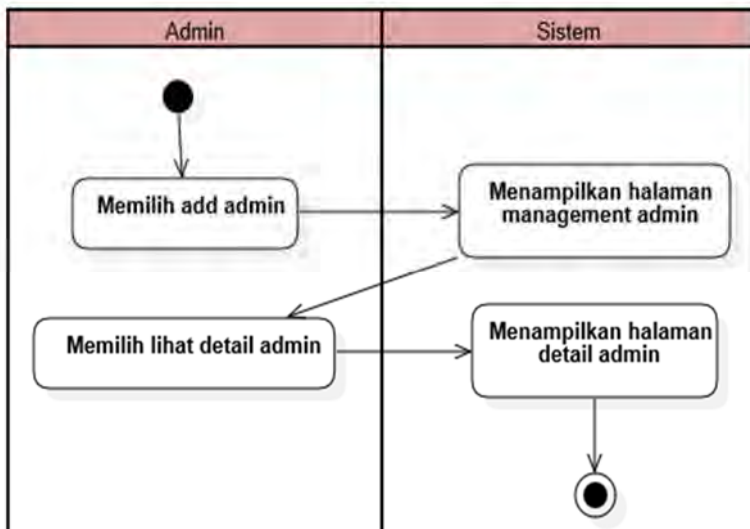 Admin
Sistem
Memilih add admin
Menampilkan halaman
management admin
Memilih lihat detail admin
Menampilkan halaman
detail admin